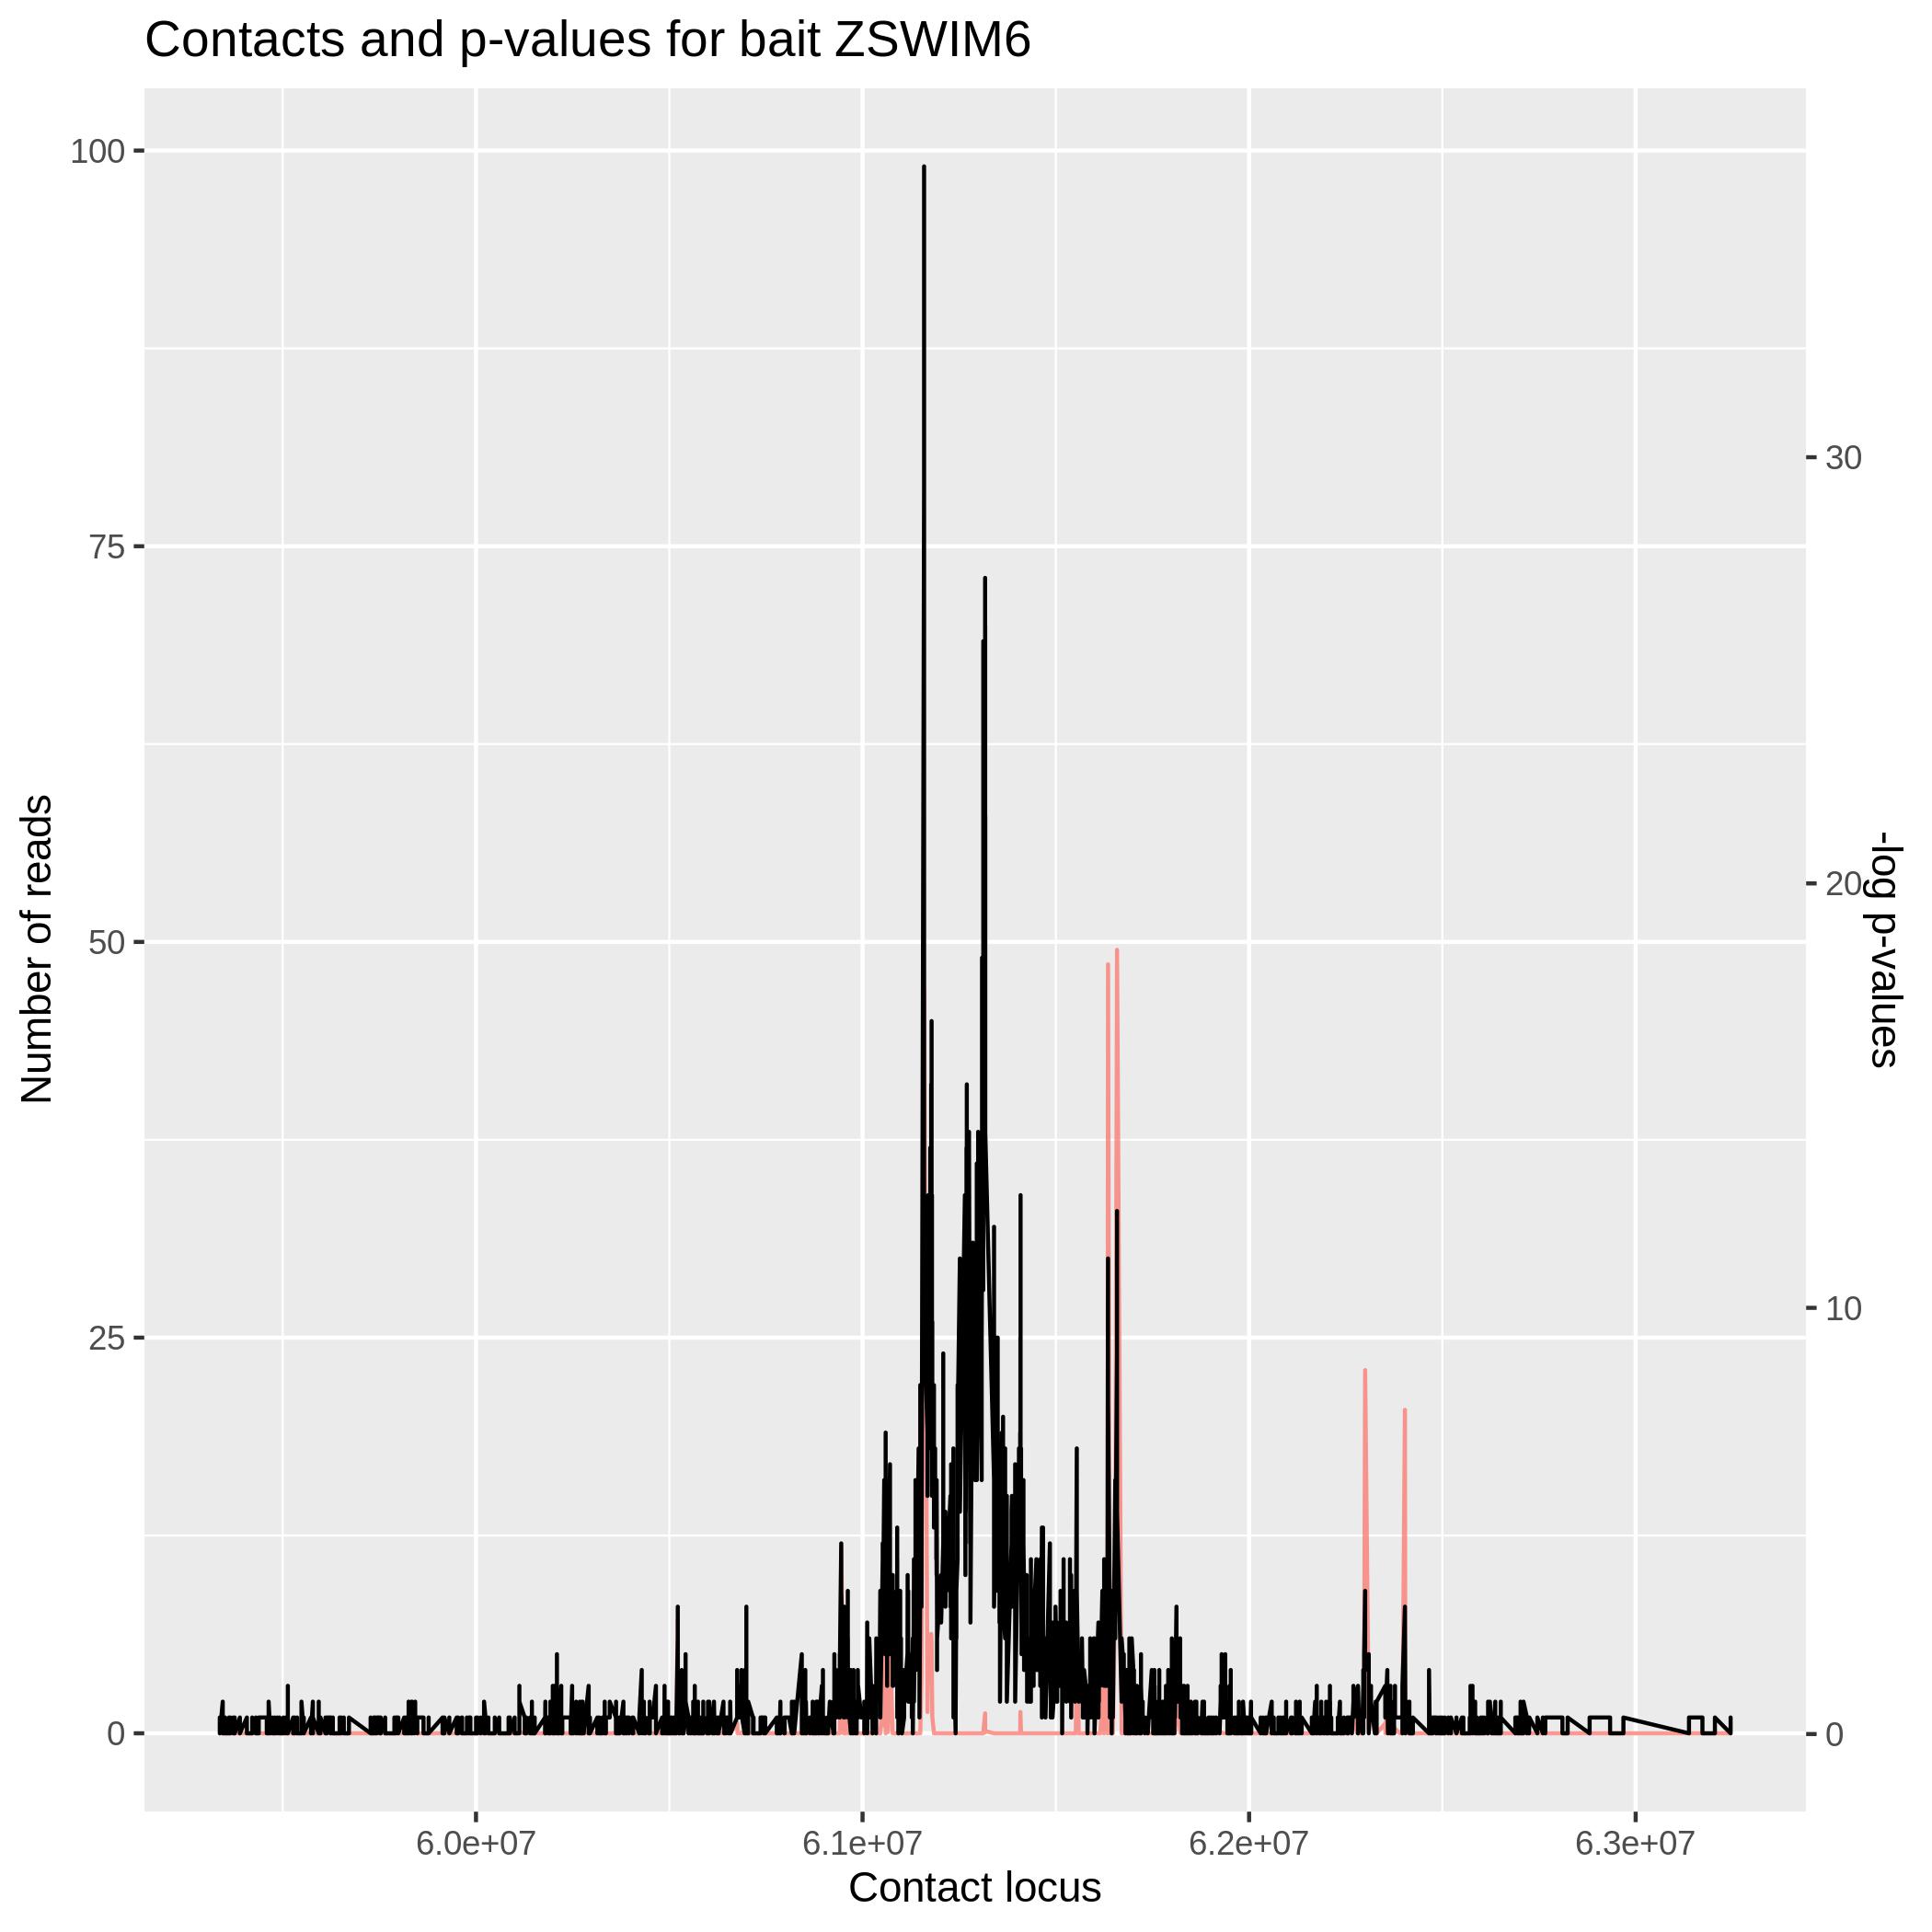 Contacts and p-values for bait ZSWIM6
100
75
50
25
0
Number of reads
30
20
10
0
-log p-values
6.0e+07 6.1e+07 6.2e+07 6.3e+07
Contact locus